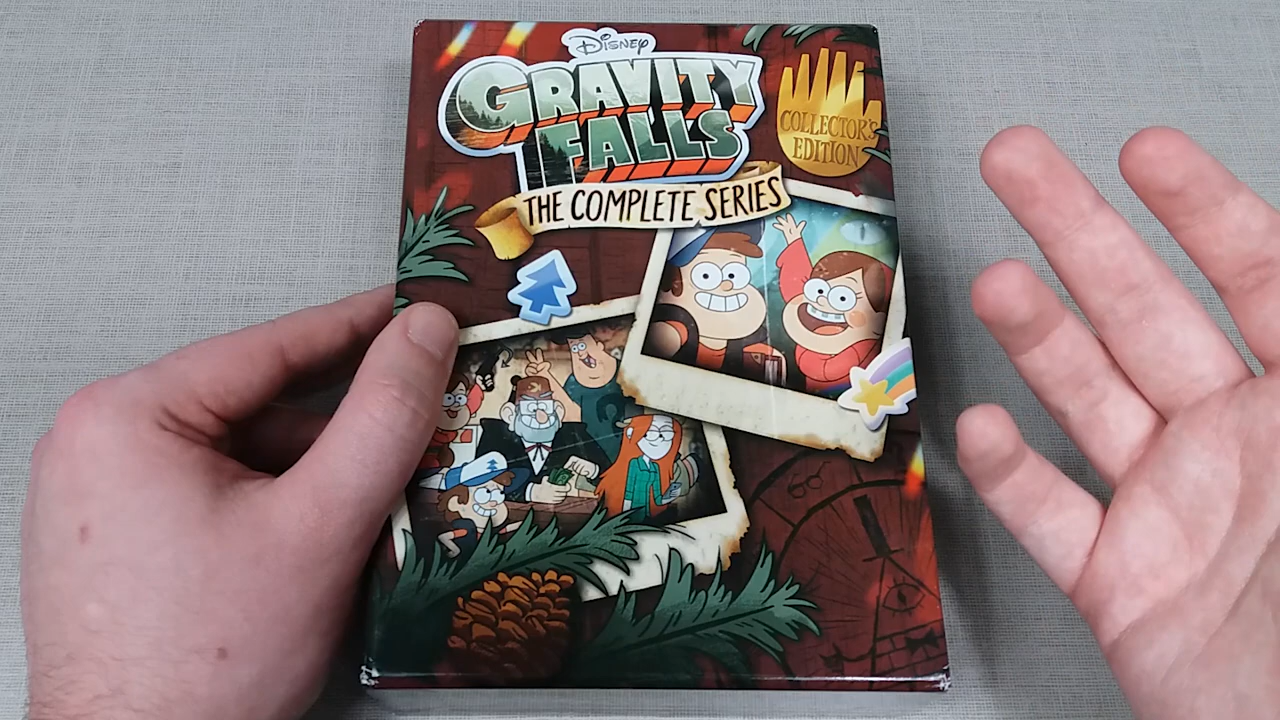 Disney
GRAVITY
FALLS
THE COMPLETE SERIES
COLLECTOR'S
EDITION